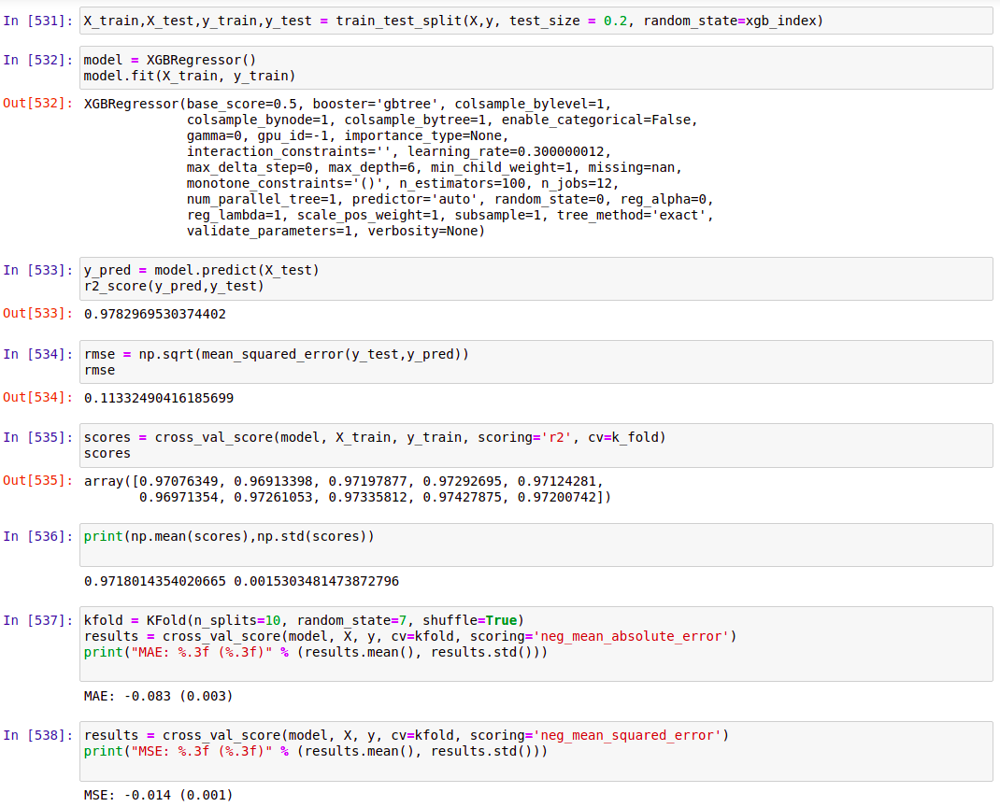 In [531]: X_train,X_test,y_train,y_test = train_test_split(X,y, test_size = 0.2, random_state=xgb_index)
In [532]: model = XGBRegressor()
model.fit(X_train, y_train)
Out[532]: XGBRegressor(base_score=0.5, booster='gbtree', colsample_bylevel=1,
colsample_bynode=1, colsample_bytree=1, enable_categorical=False,
gamma=0, gpu_id=-1, importance_type=None,
interaction_constraints='', learning_rate=0.300000012,
max_delta_step=0, max_depth=6, min_child_weight=1, missing=nan,
monotone_constraints='()', n_estimators=100, n_jobs=12,
num_parallel_tree=1, predictor='auto', random_state=0, reg_alpha=0,
reg_lambda=1, scale_pos_weight=1, subsample=1, tree_method='exact',
validate_parameters=1, verbosity=None)
In [533]: y_pred = model.predict(X_test)
r2_score(y_pred,y_test)
Out[533]: 0.9782969530374402
In [534]: rmse = np.sqrt(mean_squared_error(y_test,y_pred))
rmse
Out[534]: 0.11332490416185699
In [535]: scores = cross_val_score(model, X_train, y_train, scoring='r2', cv=k_fold)
scores
Out[535]: array([0.97076349, 0.96913398, 0.97197877, 0.97292695, 0.97124281,
0.96971354, 0.97261053, 0.97335812, 0.97427875, 0.97200742])
In [536]: print(np.mean(scores),np.std(scores))
0.9718014354020665 0.0015303481473872796
In [537]: kfold = KFold(n_splits=10, random_state=7, shuffle=True)
results = cross_val_score(model, X, y, cv=kfold, scoring='neg_mean_absolute_error')
print("MAE: %.3f (%.3f)" % (results.mean(), results.std()))
MAE: -0.083 (0.003)
In [538]: results = cross_val_score(model, X, y, cv=kfold, scoring='neg_mean_squared_error')
print("MSE: %.3f (%.3f)" % (results.mean(), results.std()))
MSE: -0.014 (0.001)